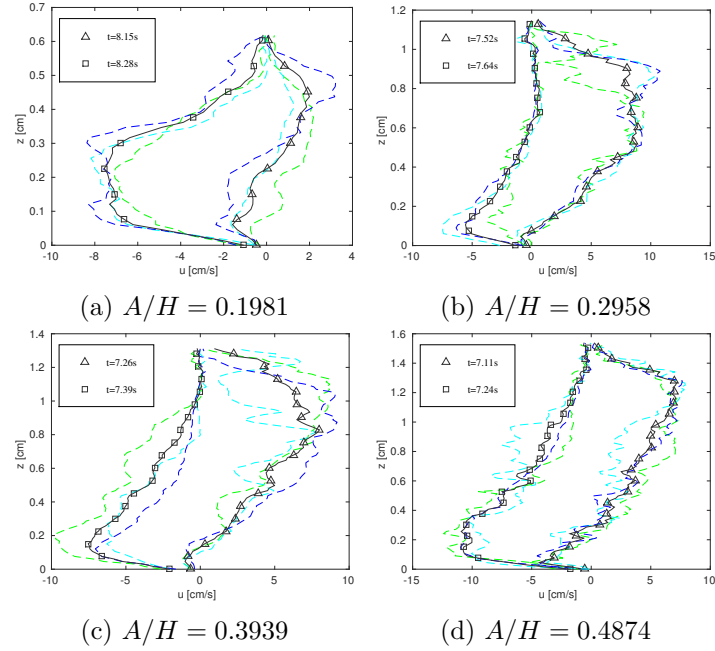 0.6
0.5
0.4
0.3
0.2
0.1
0
z [cm]
t=8.15s
t=8.28s
-10 -8 -6 -4 -2 0 2 4
u [cm/s]
(a) A/H = 0.1981
1.2
1
0.8
0.6
0.4
0.2
0
z [cm]
t=7.52s
t=7.64s
-10 -5 0 5 10 15
u [cm/s]
(b) A/H = 0.2958
1.4
1.2
1
0.8
0.6
0.4
0.2
0
z [cm]
t=7.26s
t=7.39s
-10 -5 0 5 10
u [cm/s]
(c) A/H = 0.3939
1.6
1.4
1.2
1
0.8
0.6
0.4
0.2
0
z [cm]
t=7.11s
t=7.24s
-15 -10 -5 0 5 10
u [cm/s]
(d) A/H = 0.4874